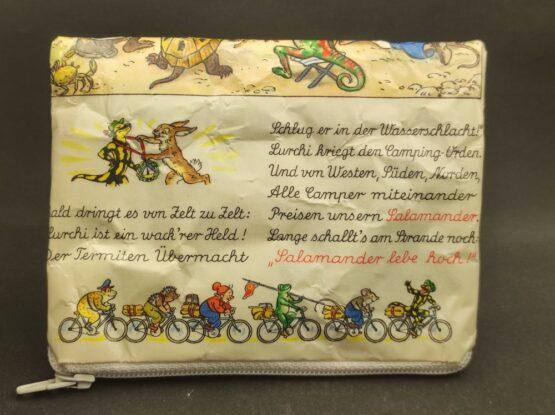 ald dringt es von Zelt zu Zelt:
Lurchi ist ein wack'rer Held!
Der Termiten Übermacht
Schlug er in der Wasserschlacht!
Lurchi kriegt den Camping-Orden.
Und von Westen, Süden, Norden,
Alle Camper miteinander
Preisen unsern Salamander.
Lange schallt's am Strande noch:
„Salamander lebe hoch!"